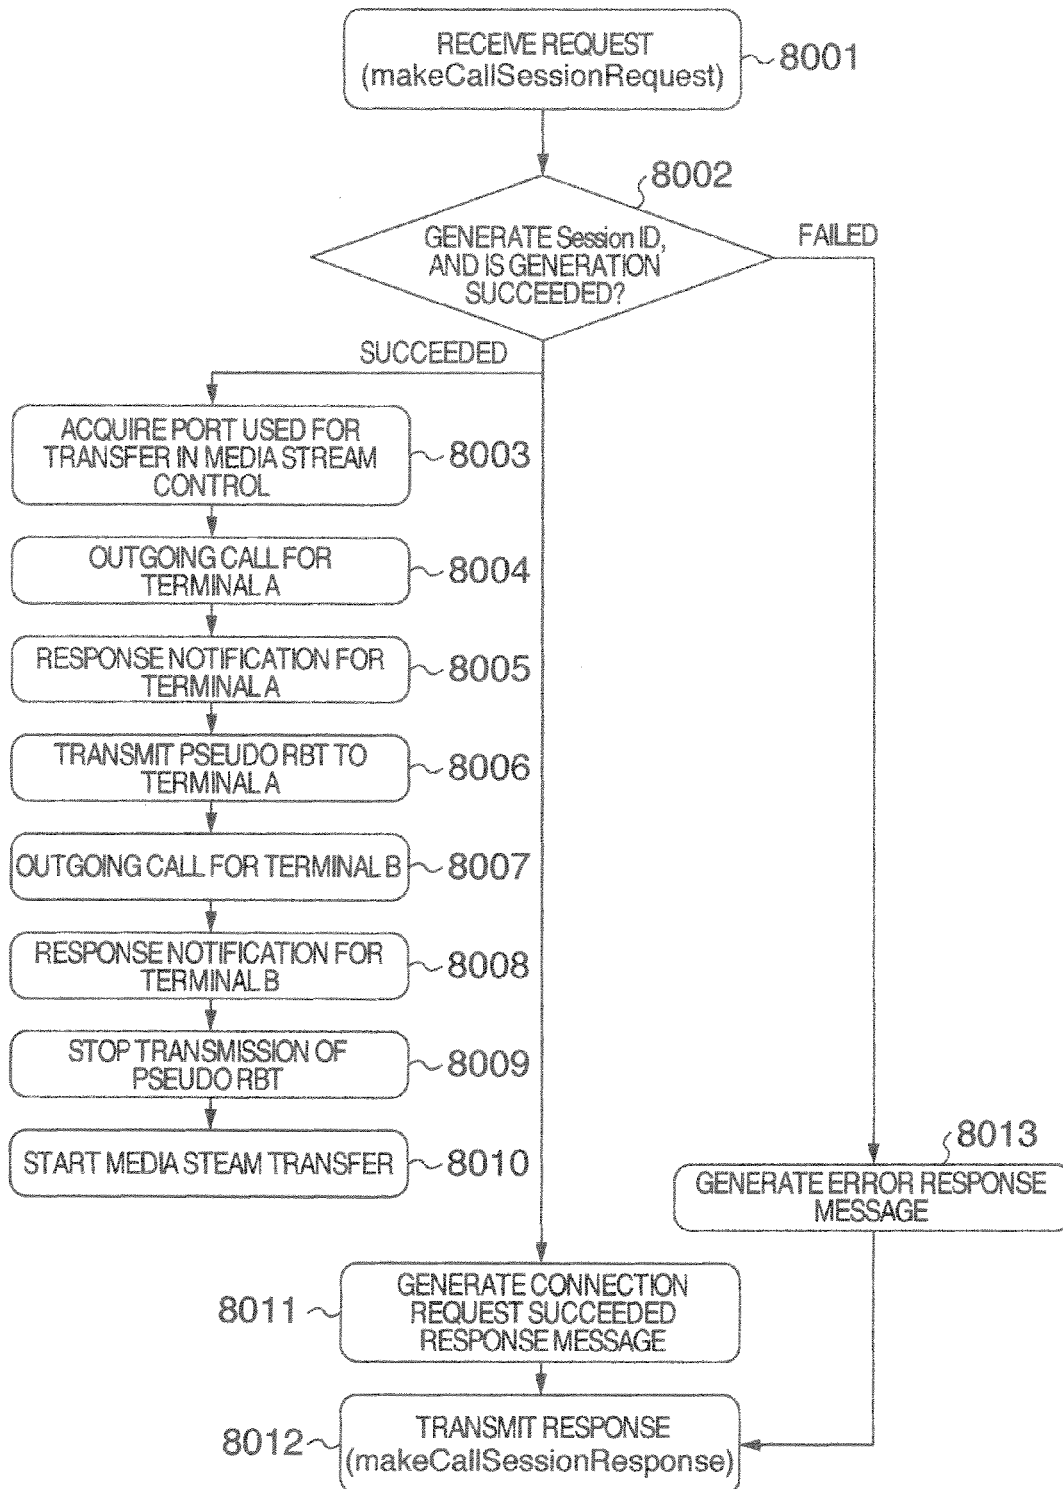 RECEIVE REQUEST
(makeCallSessionRequest)
8001
8002
GENERATE Session ID,
AND IS GENERATION
SUCCEEDED?
FAILED
SUCCEEDED
ACQUIRE PORT USED FOR
TRANSFER IN MEDIA STREAM
CONTROL
8003
OUTGOING CALL FOR
TERMINAL A
8004
RESPONSE NOTIFICATION FOR
TERMINAL A
8005
TRANSMIT PSEUDO RBT TO
TERMINAL A
8006
OUTGOING CALL FOR TERMINAL B
8007
RESPONSE NOTIFICATION FOR
TERMINAL B
8008
STOP TRANSMISSION OF
PSEUDO RBT
8009
START MEDIA STEAM TRANSFER
8010
8013
GENERATE ERROR RESPONSE
MESSAGE
8011
GENERATE CONNECTION
REQUEST SUCCEEDED
RESPONSE MESSAGE
8012
TRANSMIT RESPONSE
(makeCallSessionResponse)